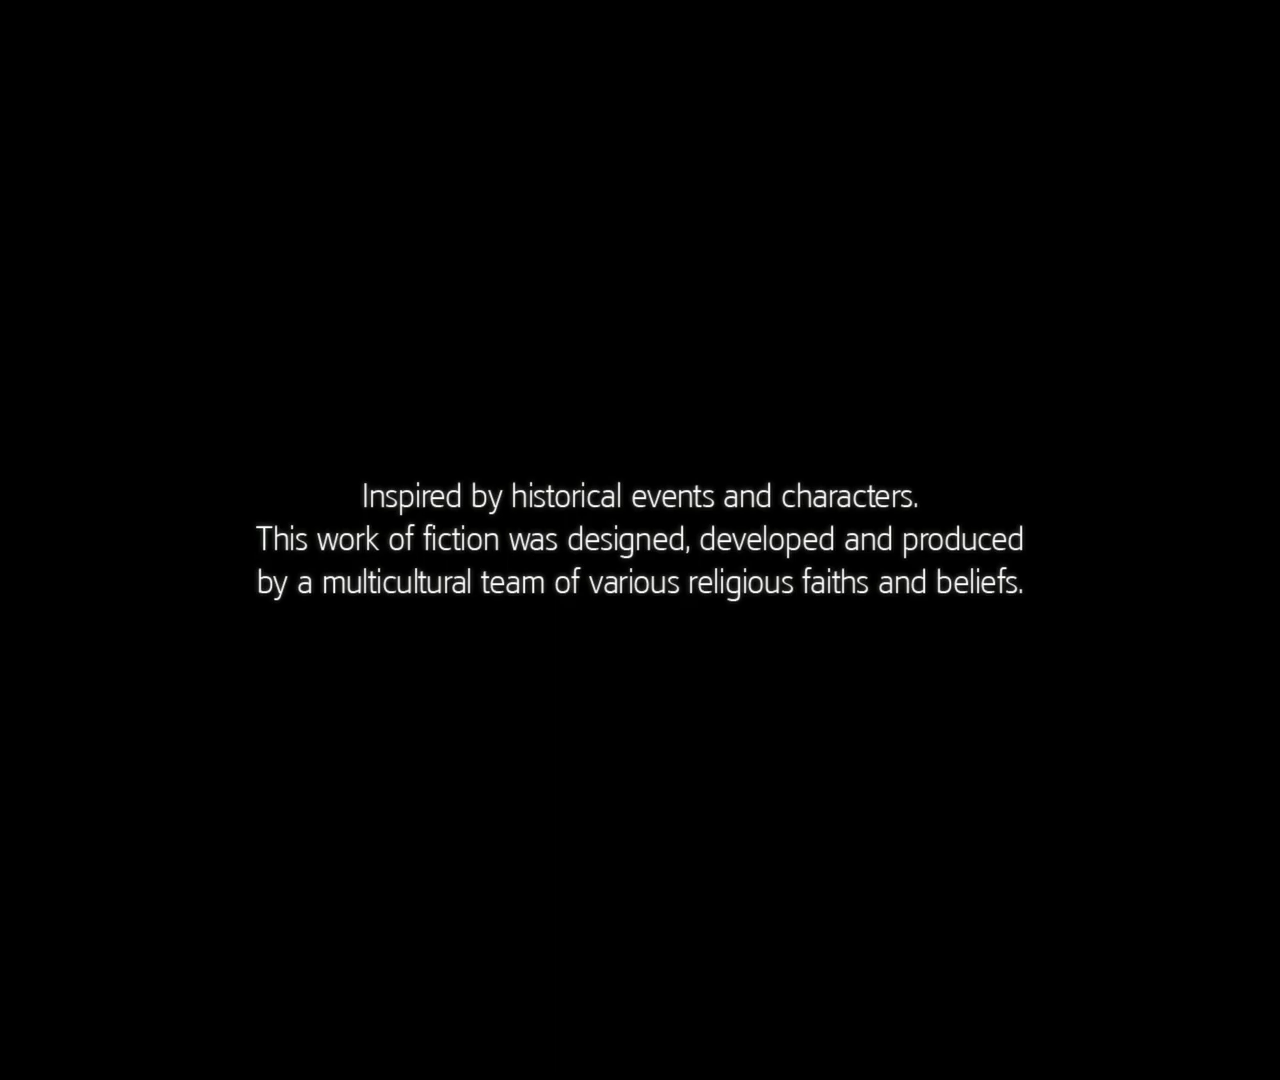 Inspired by historical events and characters.
This work of fiction was designed, developed and produced
by a multicultural team of various religious faiths and beliefs.